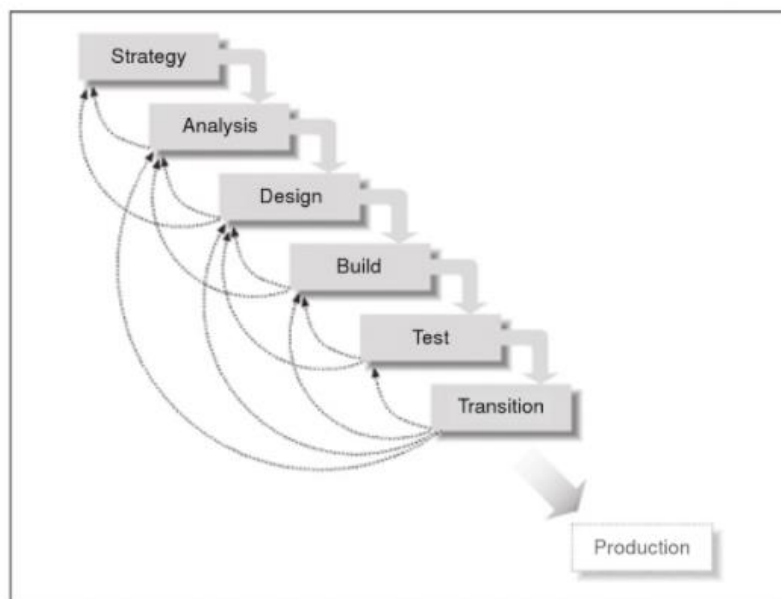 Strategy
Analysis
Design
Build
Test
Transition
Production